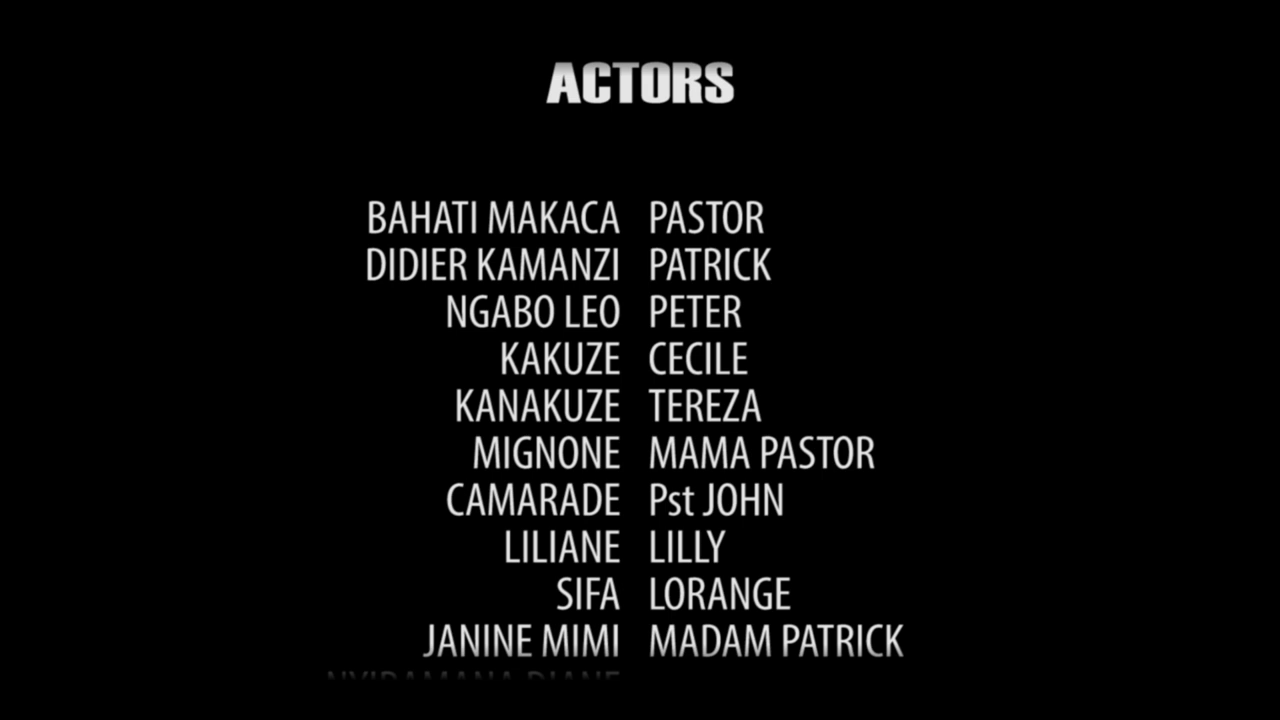 ACTORS
BAHATI MAKACA PASTOR
DIDIER KAMANZI PATRICK
NGABO LEO PETER
KAKUZE CECILE
KANAKUZE TEREZA
MIGNONE MAMA PASTOR
CAMARADE Pst JOHN
LILIANE LILLY
SIFA LORANGE
JANINE MIMI MADAM PATRICK